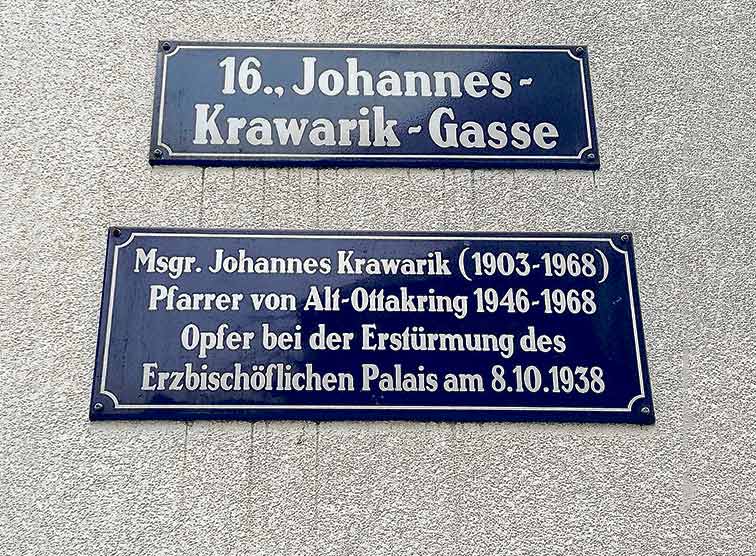 16., Johannes-
Krawarik-Gasse
Msgr. Johannes Krawarik (1903-1968)
Pfarrer von Alt-Ottakring 1946-1968
Opfer bei der Erstürmung des
Erzbischöflichen Palais am 8.10.1938